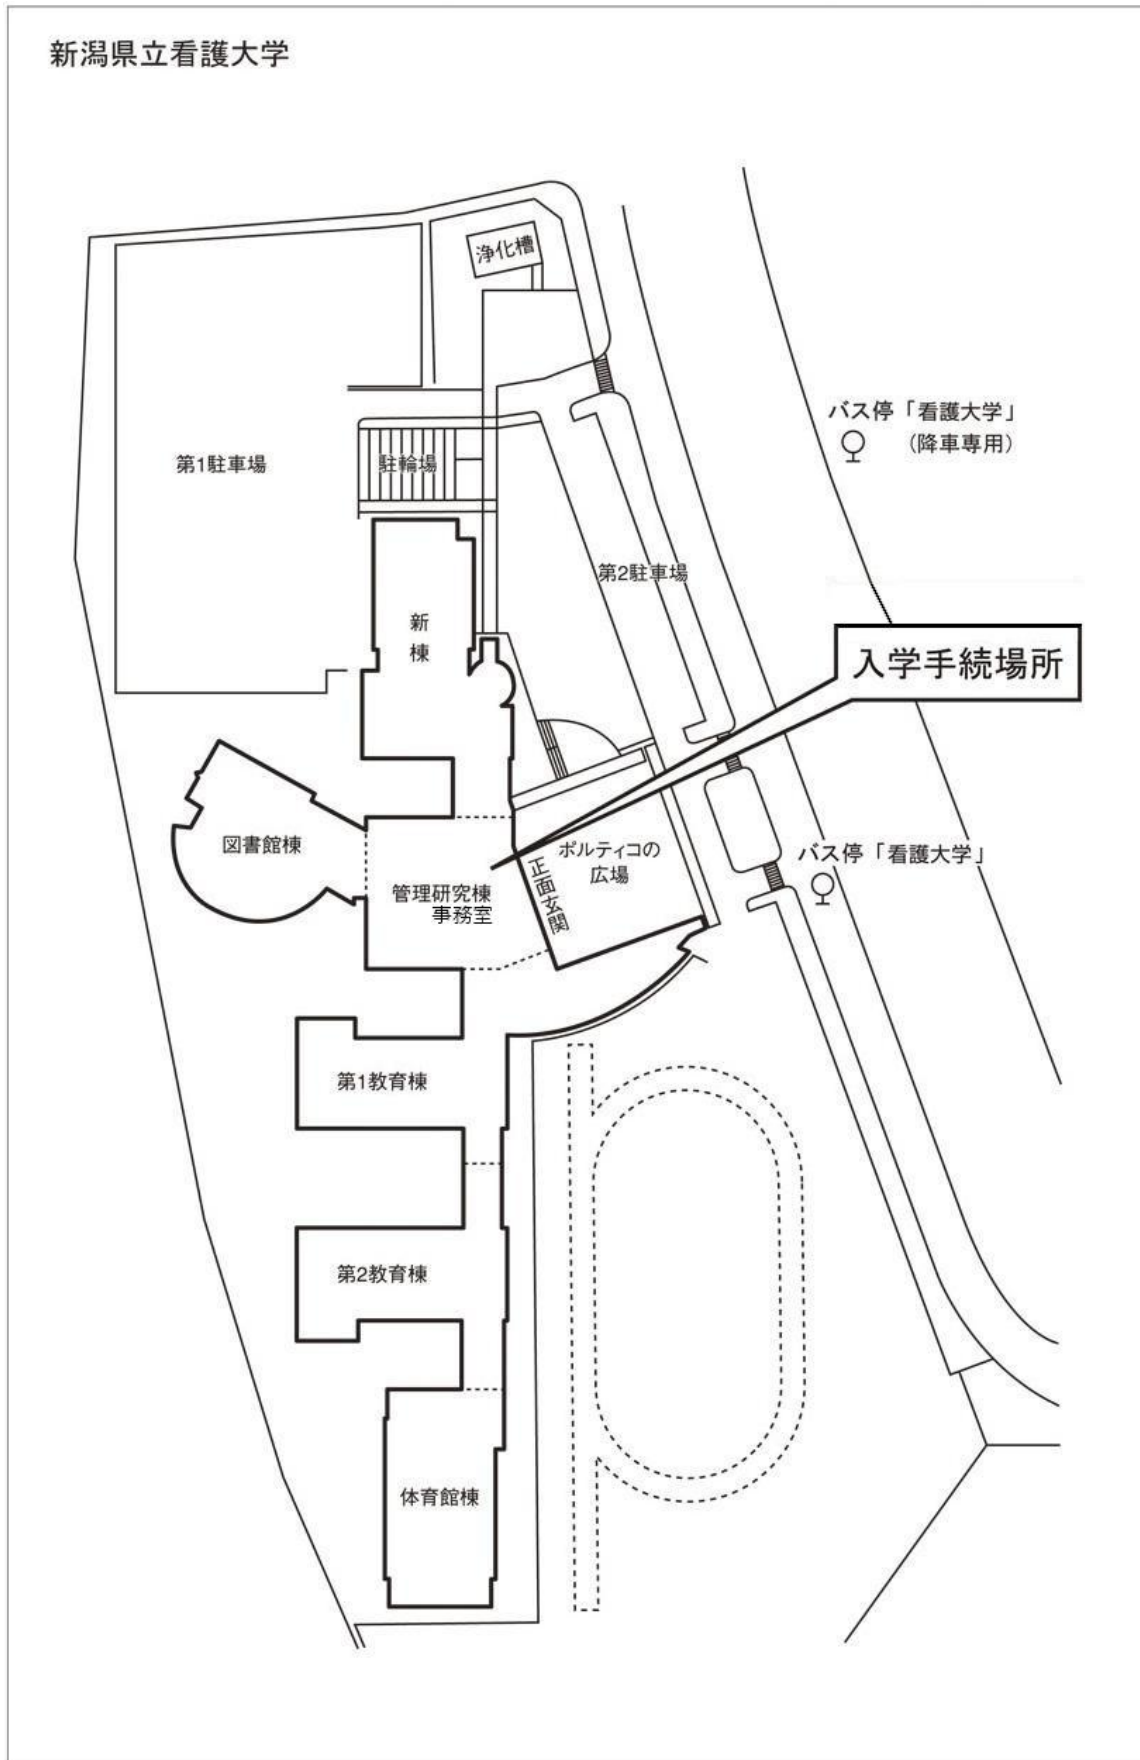 新潟県立看護大学
浄化槽
バス停「看護大学」
（降車専用）
第1駐車場
駐輪場
第2駐車場
新
棟
入学手続場所
図書館棟
ポルティコの
広場
バス停「看護大学」
正面玄関
管理研究棟
事務室
第1教育棟
第2教育棟
体育館棟